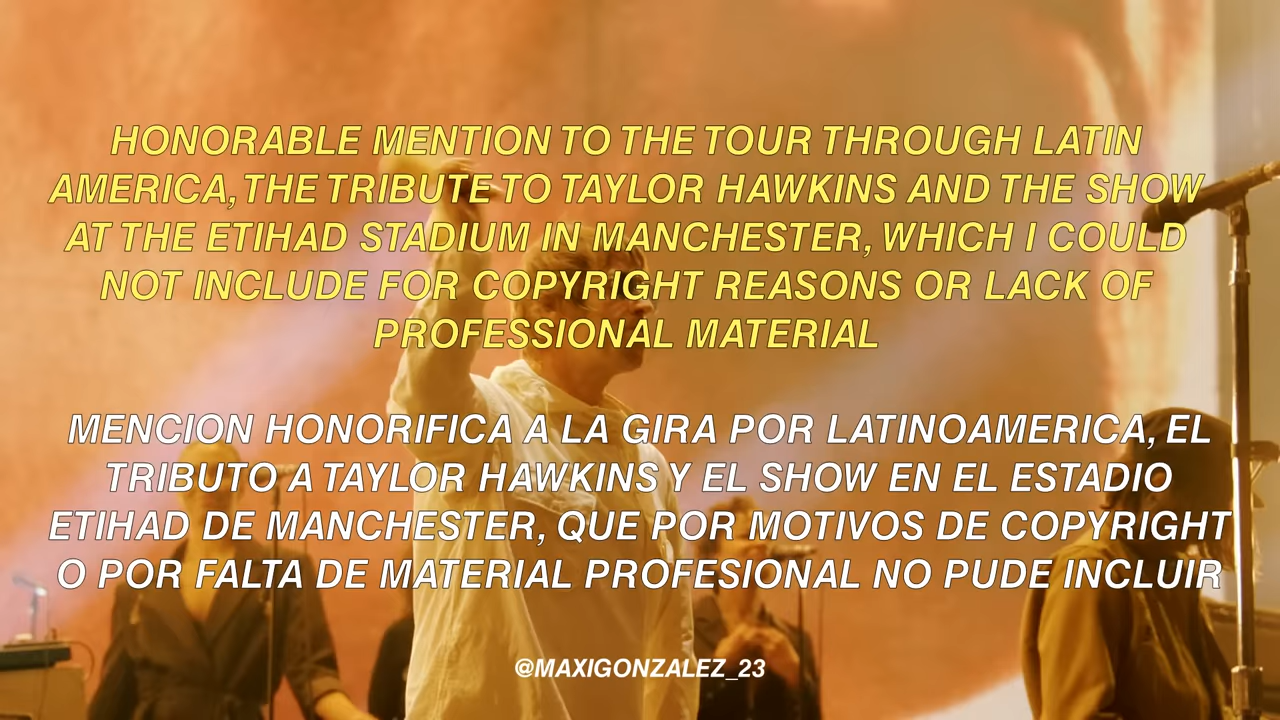 HONORABLE MENTION TO THE TOUR THROUGH LATIN
AMERICA, THE TRIBUTE TO TAYLOR HAWKINS AND THE SHOW
AT THE ETIHAD STADIUM IN MANCHESTER, WHICH I COULD
NOT INCLUDE FOR COPYRIGHT REASONS OR LACK OF
PROFESSIONAL MATERIAL
MENCION HONORIFICA A LA GIRA POR LATINOAMERICA, EL
TRIBUTO A TAYLOR HAWKINS Y EL SHOW EN EL ESTADIO
ETIHAD DE MANCHESTER, QUE POR MOTIVOS DE COPYRIGHT
O POR FALTA DE MATERIAL PROFESIONAL NO PUDE INCLUIR
@MAXIGONZALEZ_23